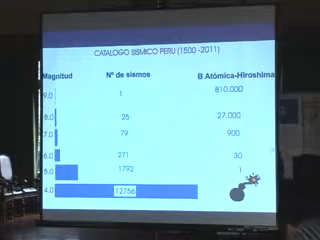 CATALOGO SISMICO PERU (1500 -2011)
Magnitud Nº de sismos B Atómica-Hiroshima
9.0 1 810.000
8.0 25 27.000
7.0 79 900
6.0 271 30
5.0 1792 1
4.0 12756